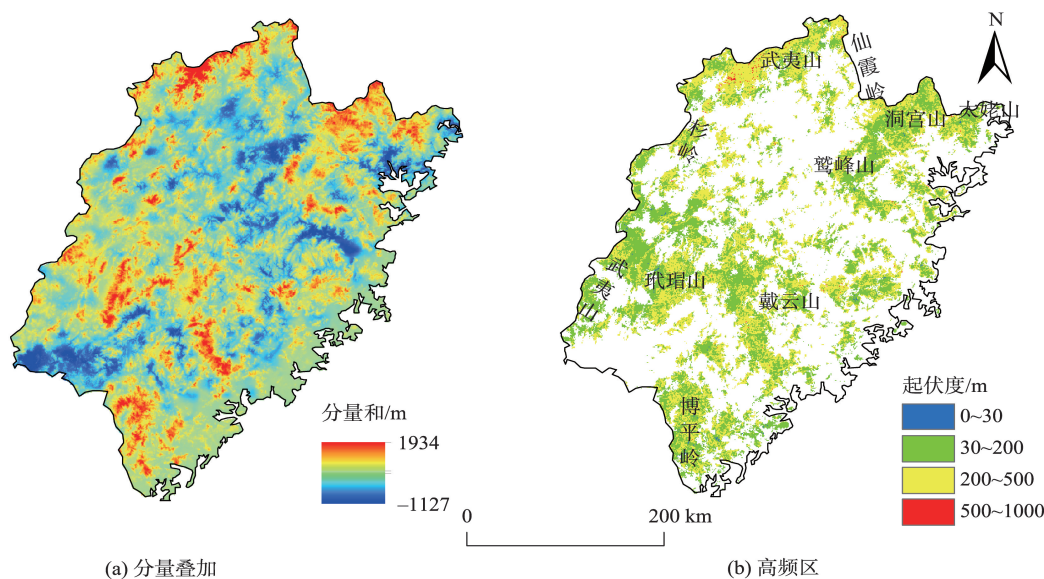 分量和/m
1934
−1127
(a) 分量叠加
0
200 km
N
仙霞岭
武夷山
太姥山
洞宫山
杉岭
鹫峰山
武夷山
玳瑁山
戴云山
博平岭
起伏度/m
0~30
30~200
200~500
500~1000
(b) 高频区